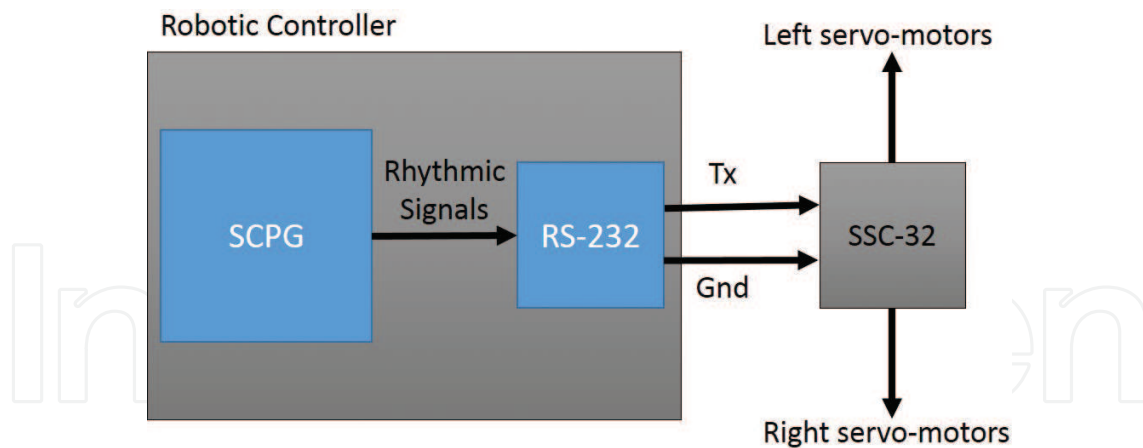 Robotic Controller
Left servo-motors
Rhythmic
Signals
Tx
SCPG
RS-232
SSC-32
Gnd
Right servo-motors